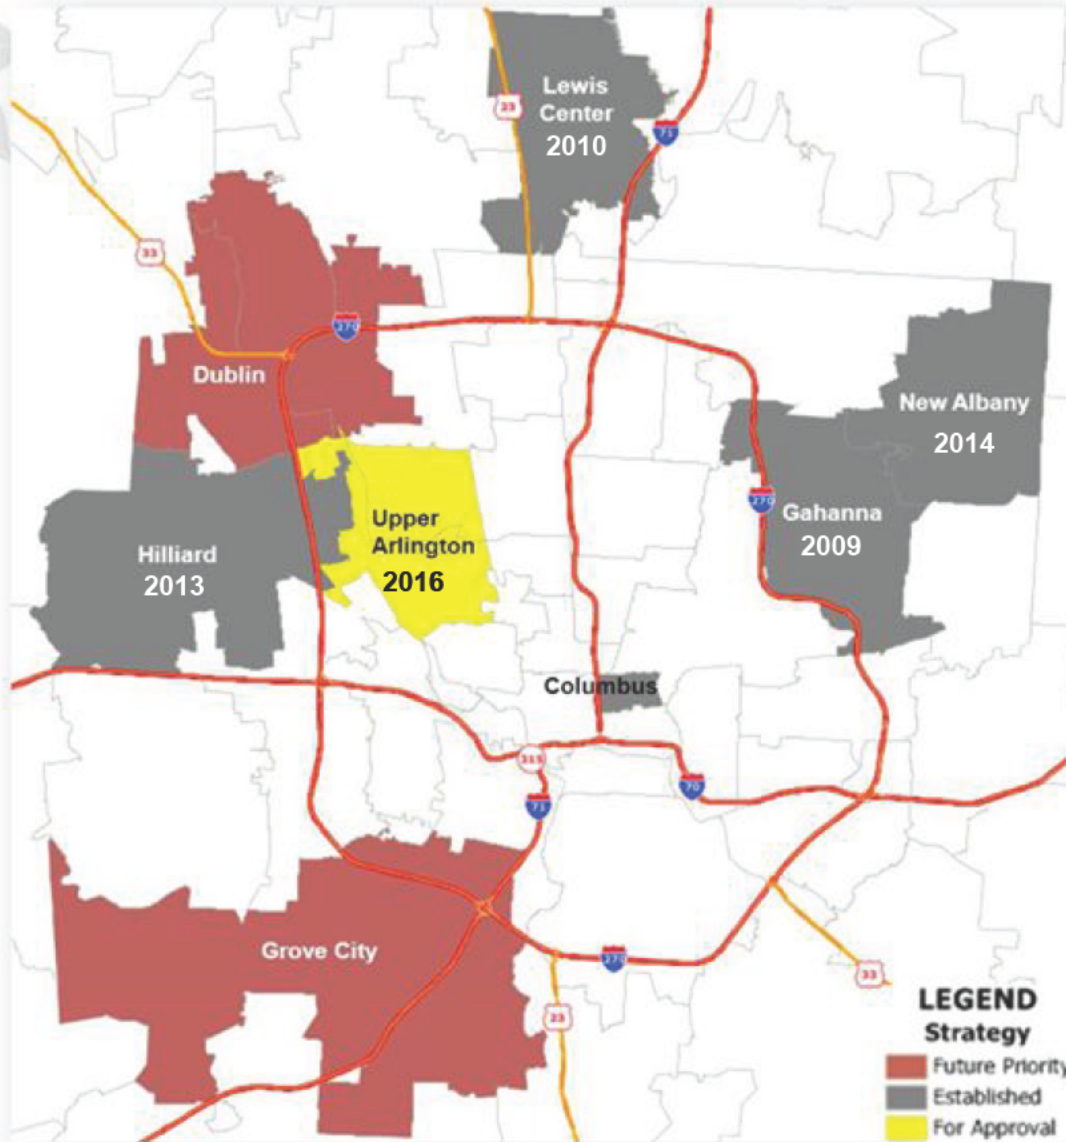 Lewis
Center
2010
23
71
33
270
Dublin
New Albany
2014
270
Gahanna
2009
Upper
Arlington
2016
Hilliard
2013
Columbus
315
71
70
Grove City
270
33
23
LEGEND
Strategy
Future Priority
Established
For Approval